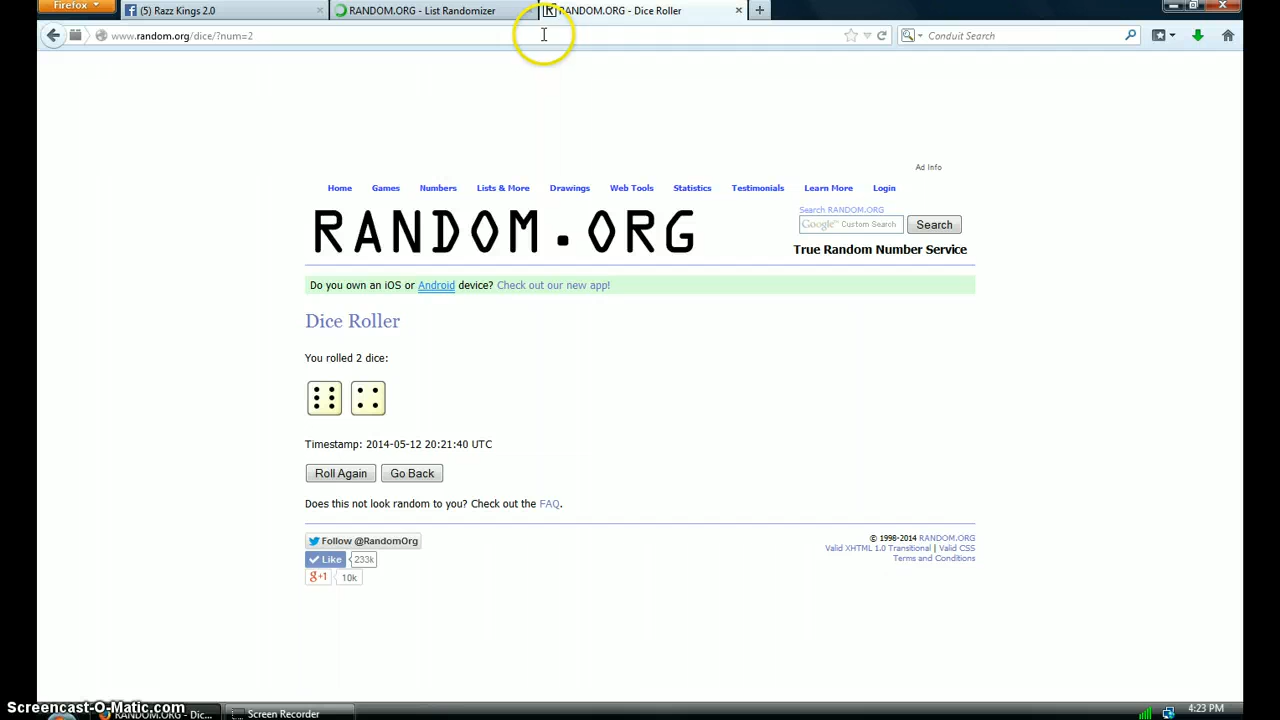 Firefox
(5) Razz Kings 2.0
RANDOM.ORG - List Randomizer
RANDOM.ORG - Dice Roller
www.random.org/dice/?num=2
Conduit Search
Ad Info
Home Games Numbers Lists & More Drawings Web Tools Statistics Testimonials Learn More Login
RANDOM.ORG
Search RANDOM.ORG
Google™ Custom Search
Search
True Random Number Service
Do you own an iOS or Android device? Check out our new app!
Dice Roller
You rolled 2 dice:
Timestamp: 2014-05-12 20:21:40 UTC
Roll Again Go Back
Does this not look random to you? Check out the FAQ.
Follow @RandomOrg
Like 233k
g+1 10k
© 1998-2014 RANDOM.ORG
Valid XHTML 1.0 Transitional | Valid CSS
Terms and Conditions
Screencast-O-Matic.com
RANDOM.ORG - Dic...
Screen Recorder
4:23 PM